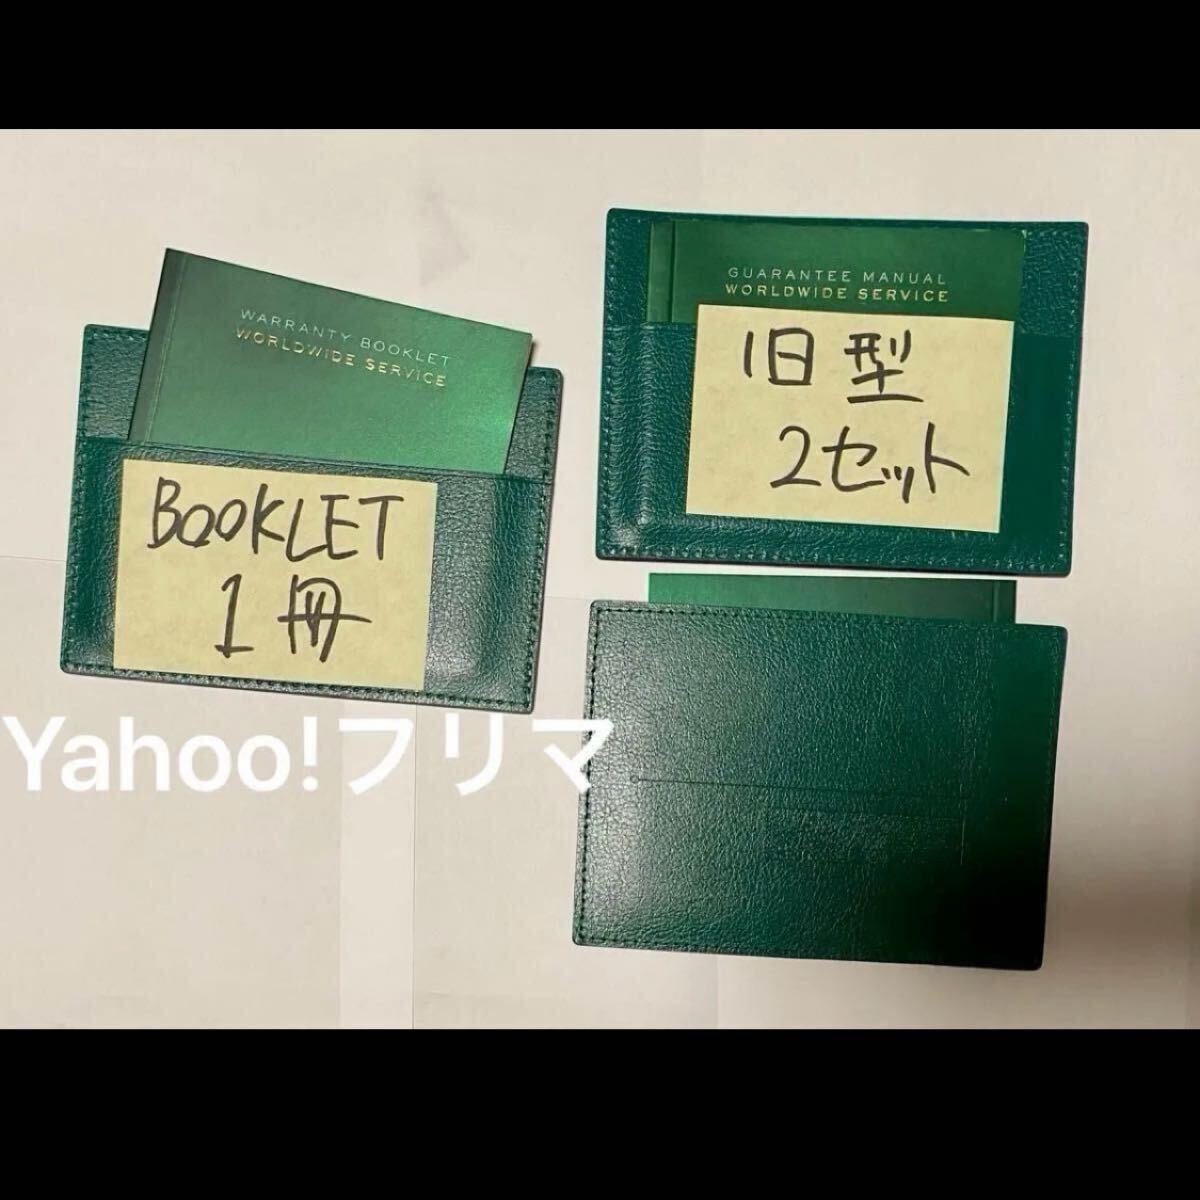 WARRANTY BOOKLET
WORLDWIDE SERVICE
BOOKLET
1冊
GUARANTEE MANUAL
WORLDWIDE SERVICE
旧型
2セット
Yahoo!フリマ